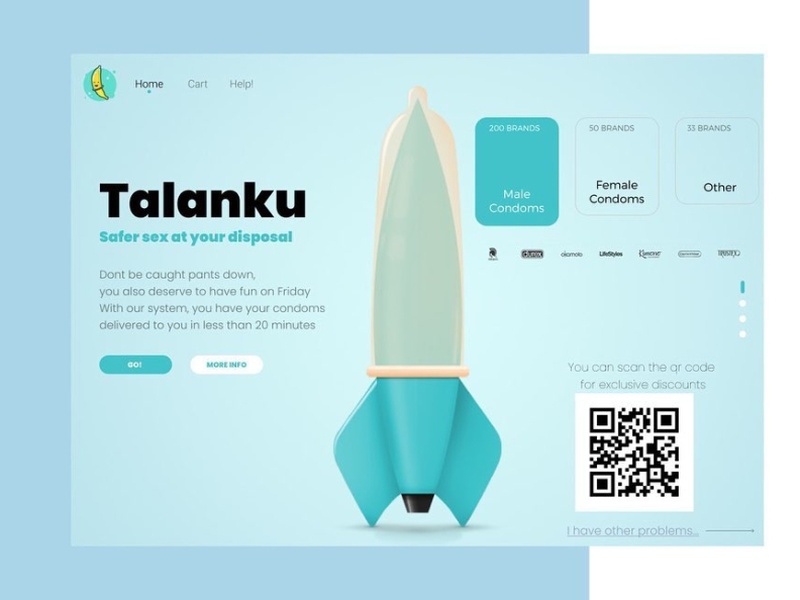 Home Cart Help!
Talanku
Safer sex at your disposal
Dont be caught pants down,
you also deserve to have fun on Friday
With our system, you have your condoms
delivered to you in less than 20 minutes
GO! MORE INFO
200 BRANDS
Male
Condoms
50 BRANDS
Female
Condoms
33 BRANDS
Other
durex okamoto LifeStyles Kimono
You can scan the qr code
for exclusive discounts
I have other problems...